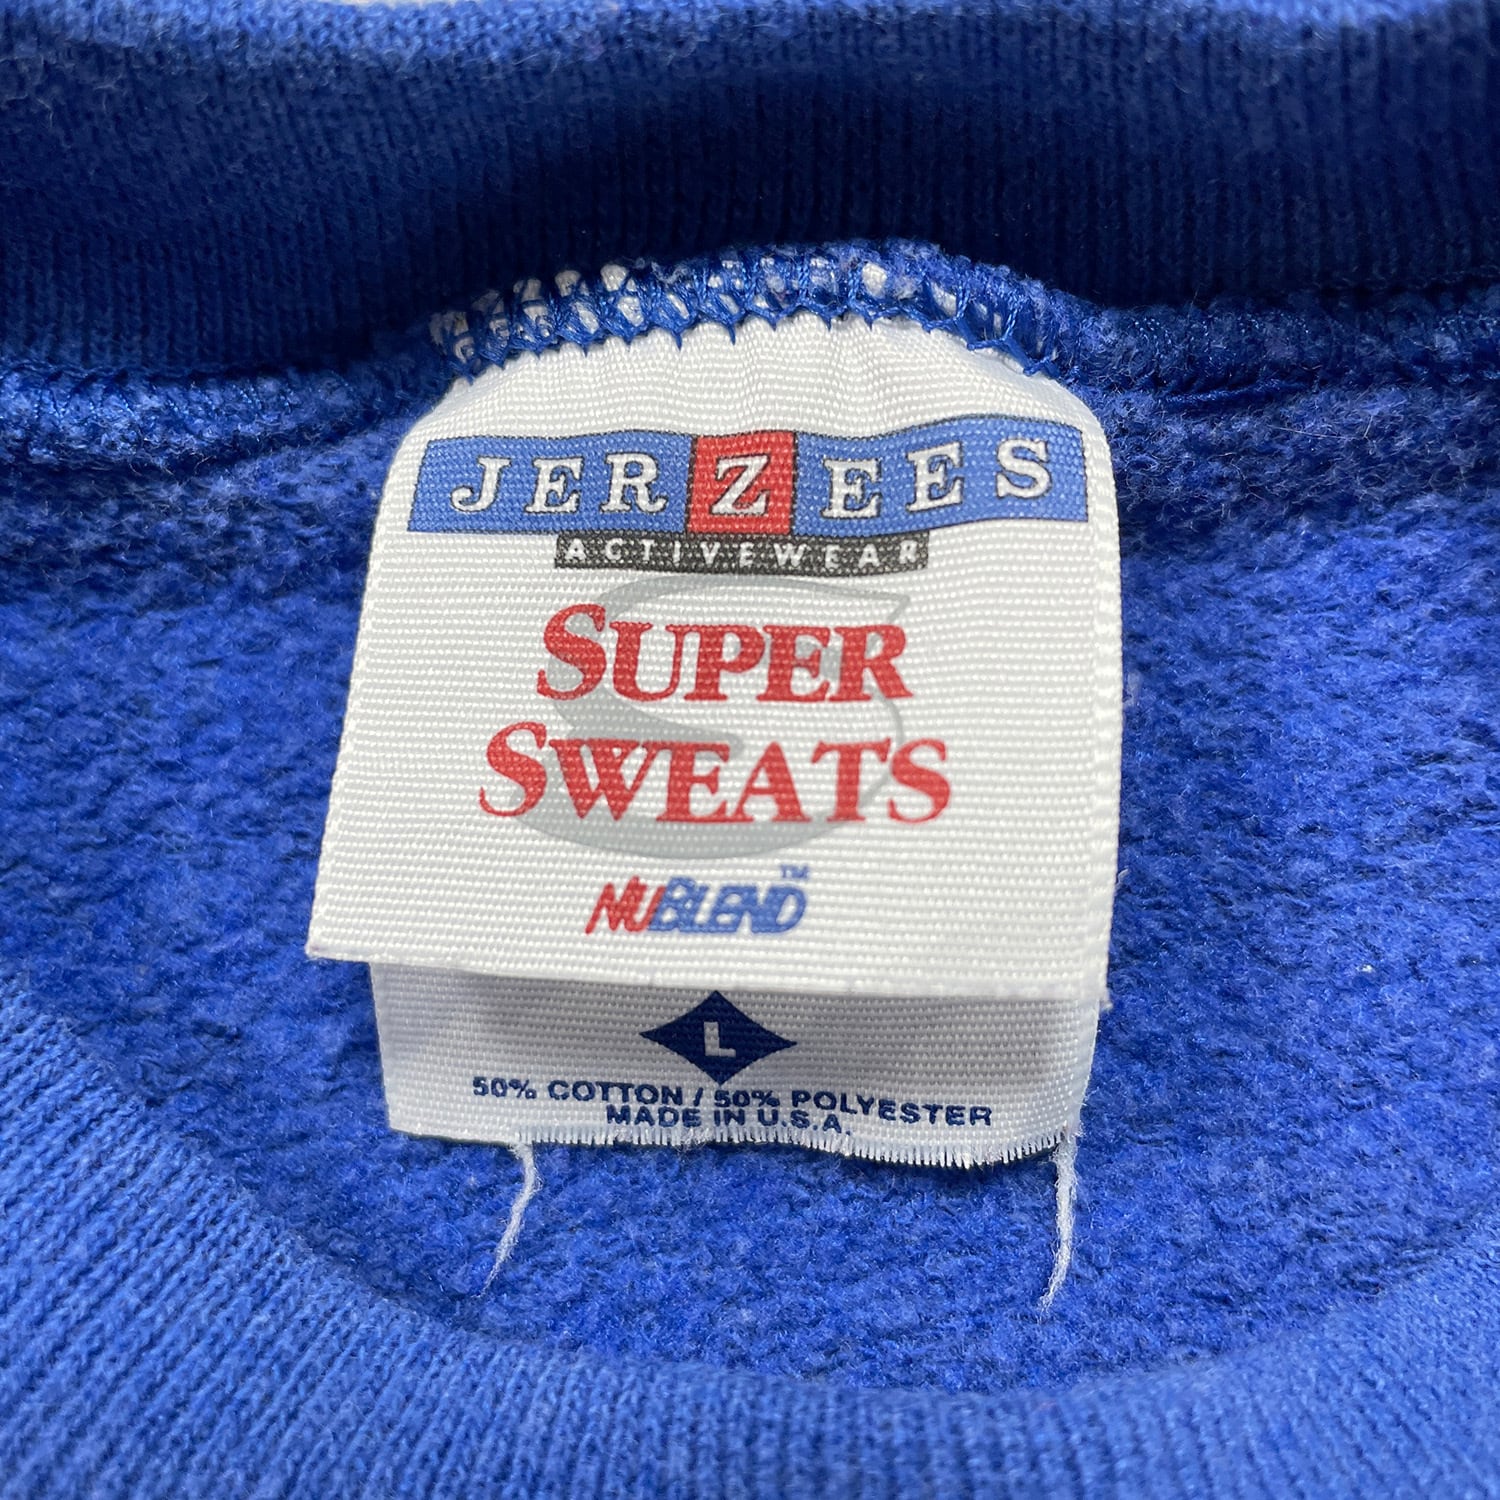 JERZEES
ACTIVEWEAR
SUPER
SWEATS
NUBLEND™
L
50% COTTON / 50% POLYESTER
MADE IN U.S.A.